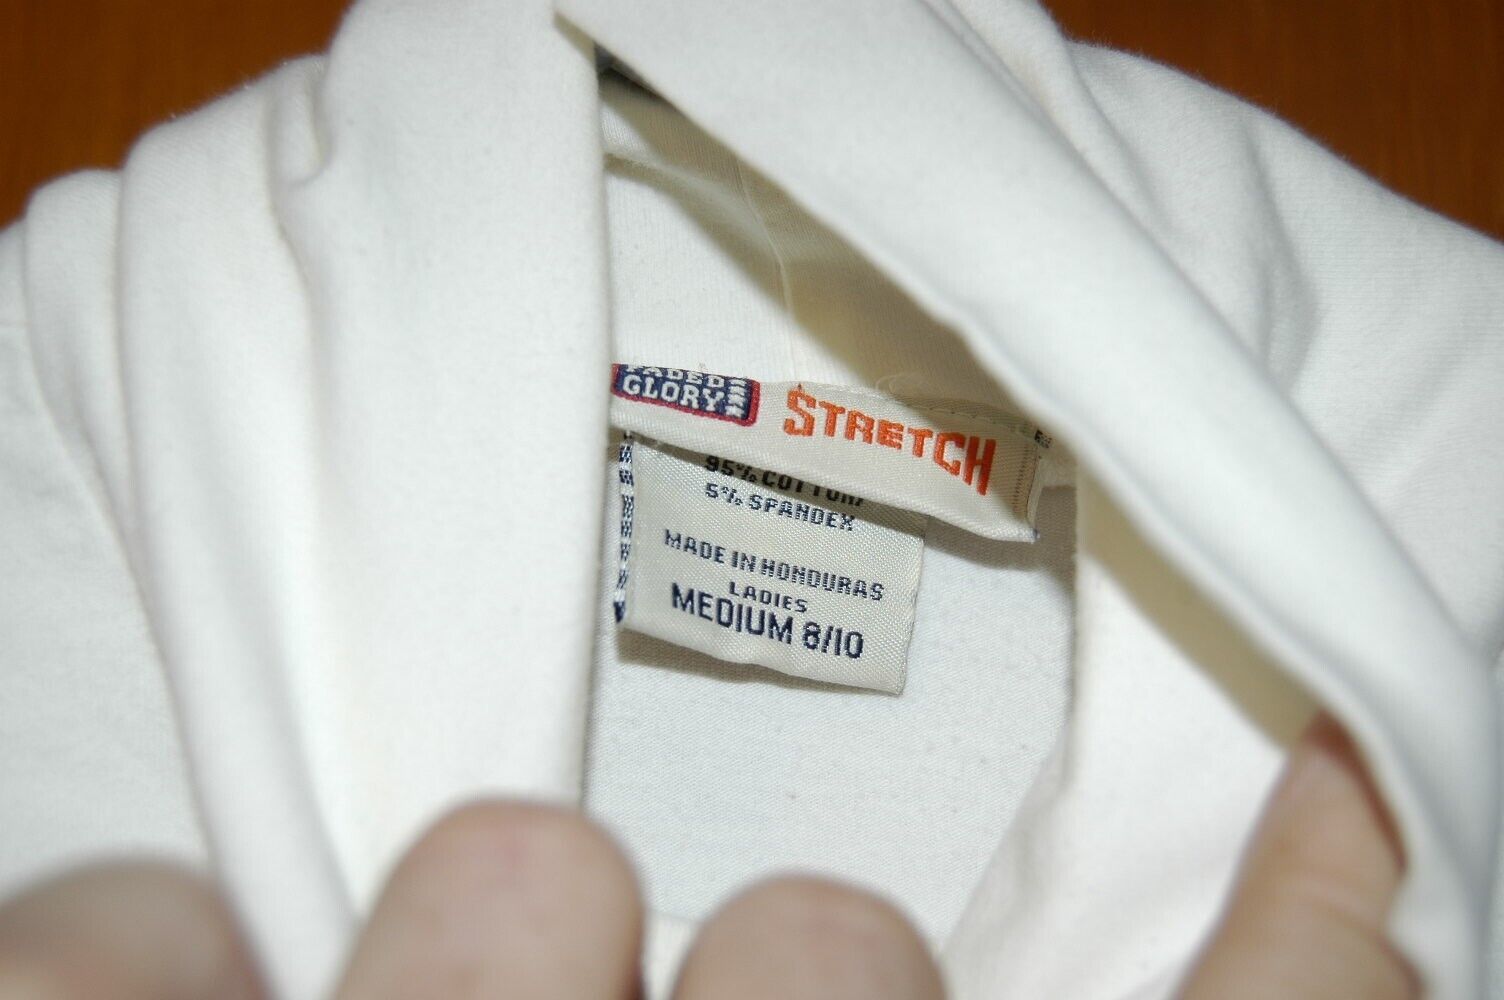 FADED
GLORY
STRETCH
95% COTTON/
5% SPANDEX
MADE IN HONDURAS
LADIES
MEDIUM 8/10